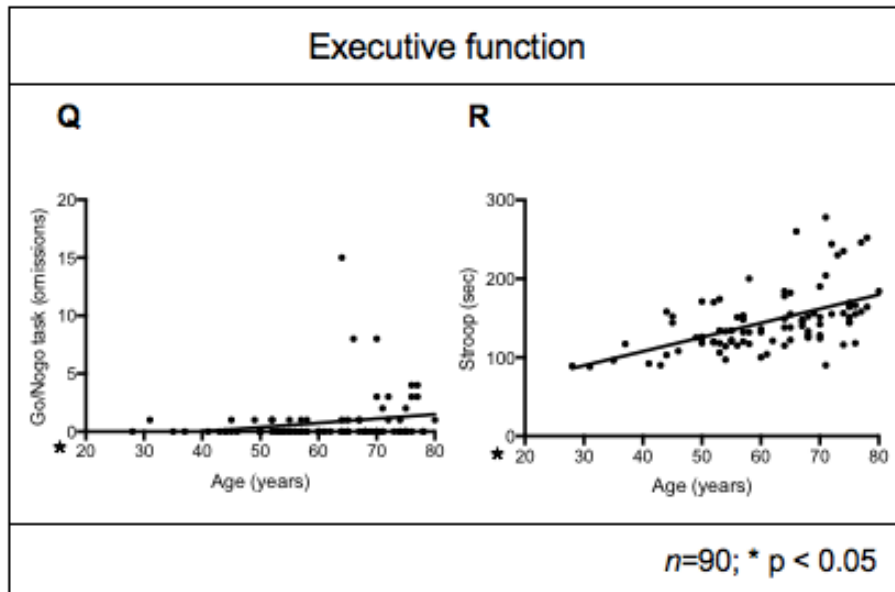 Executive function
Q
R
20
15
10
5
0
Go/Nogo task (omissions)
*
20 30 40 50 60 70 80
Age (years)
300
200
100
0
Stroop (sec)
*
20 30 40 50 60 70 80
Age (years)
n=90; * p < 0.05